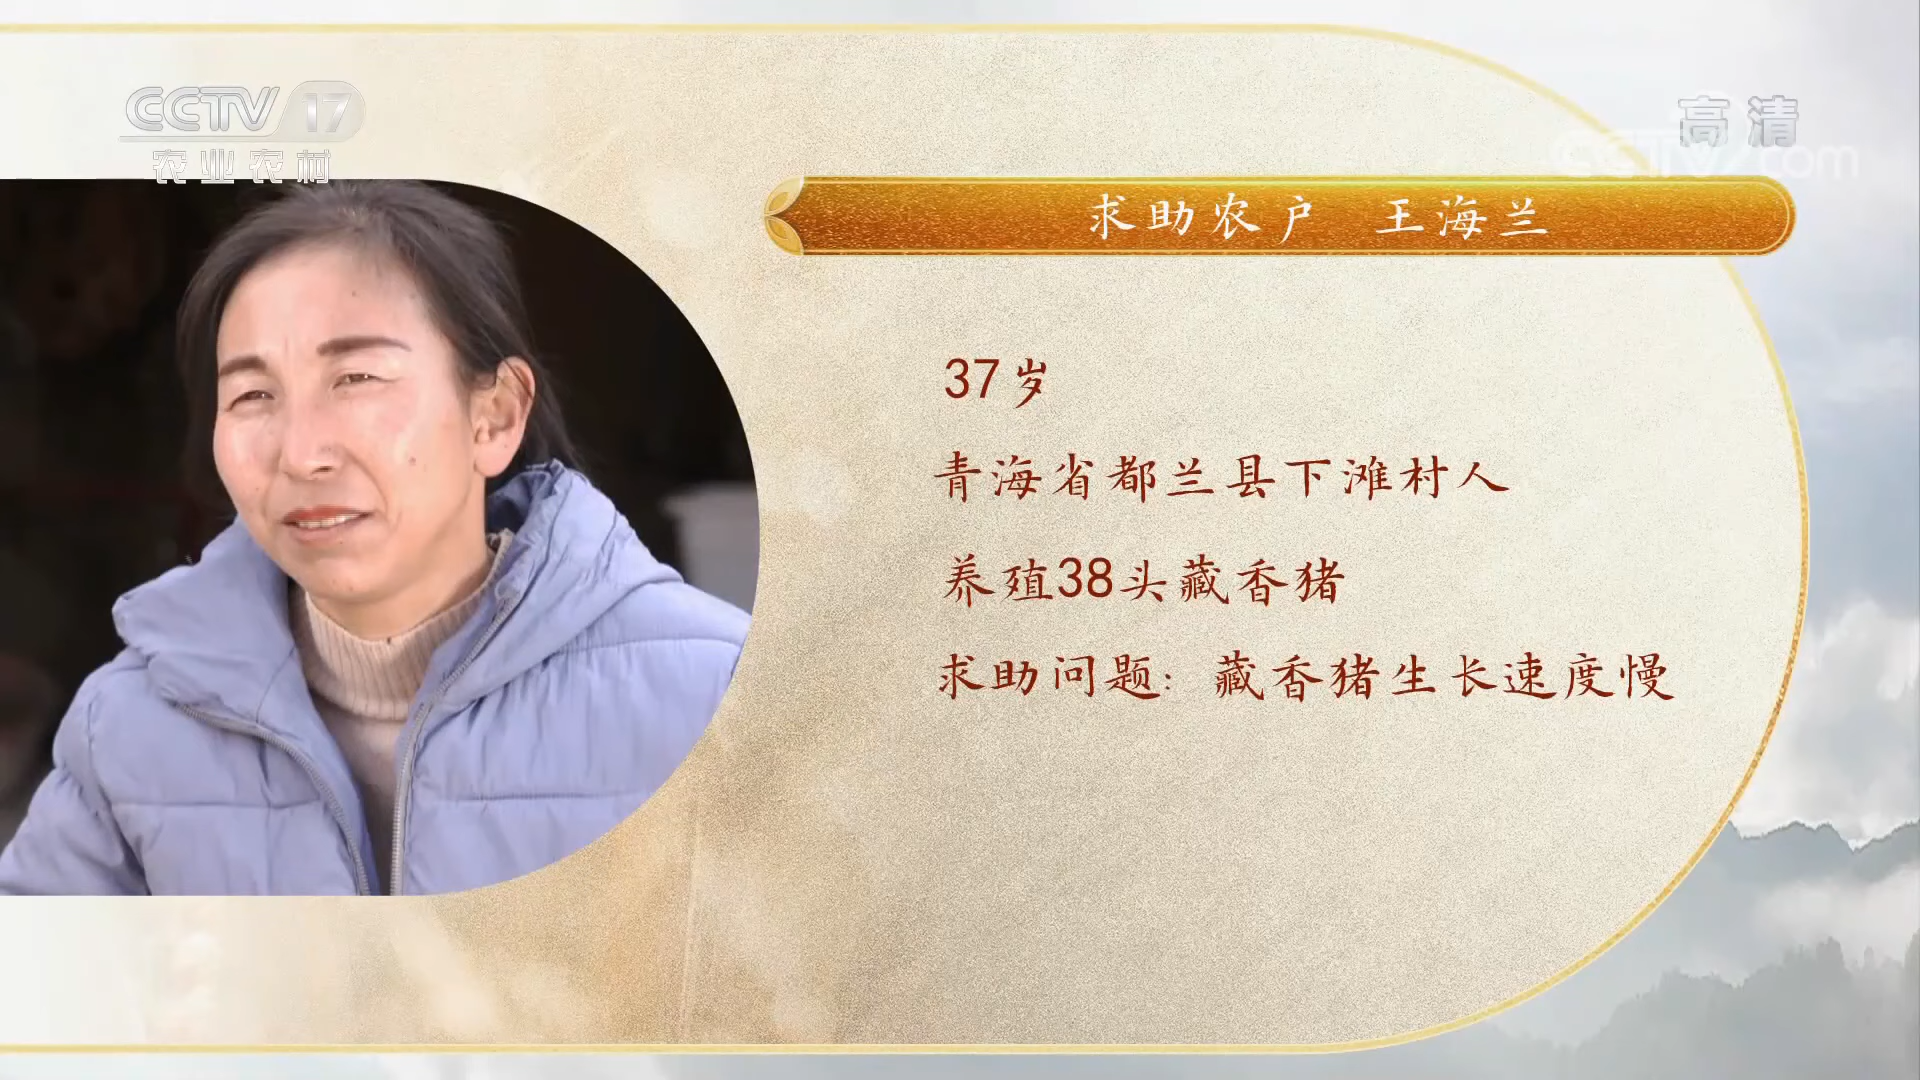 CCTV 17
农业农村
高清
CCTV.com
求助农户 王海兰
37岁
青海省都兰县下滩村人
养殖38头藏香猪
求助问题：藏香猪生长速度慢